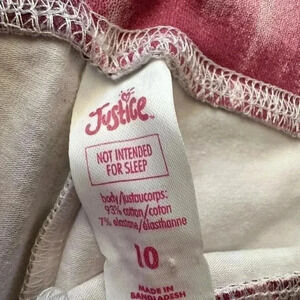 Justice
NOT INTENDED
FOR SLEEP
body/justaucorps:
93% cotton/coton
7% elastane/élasthanne
10
MADE IN
BANGLADESH